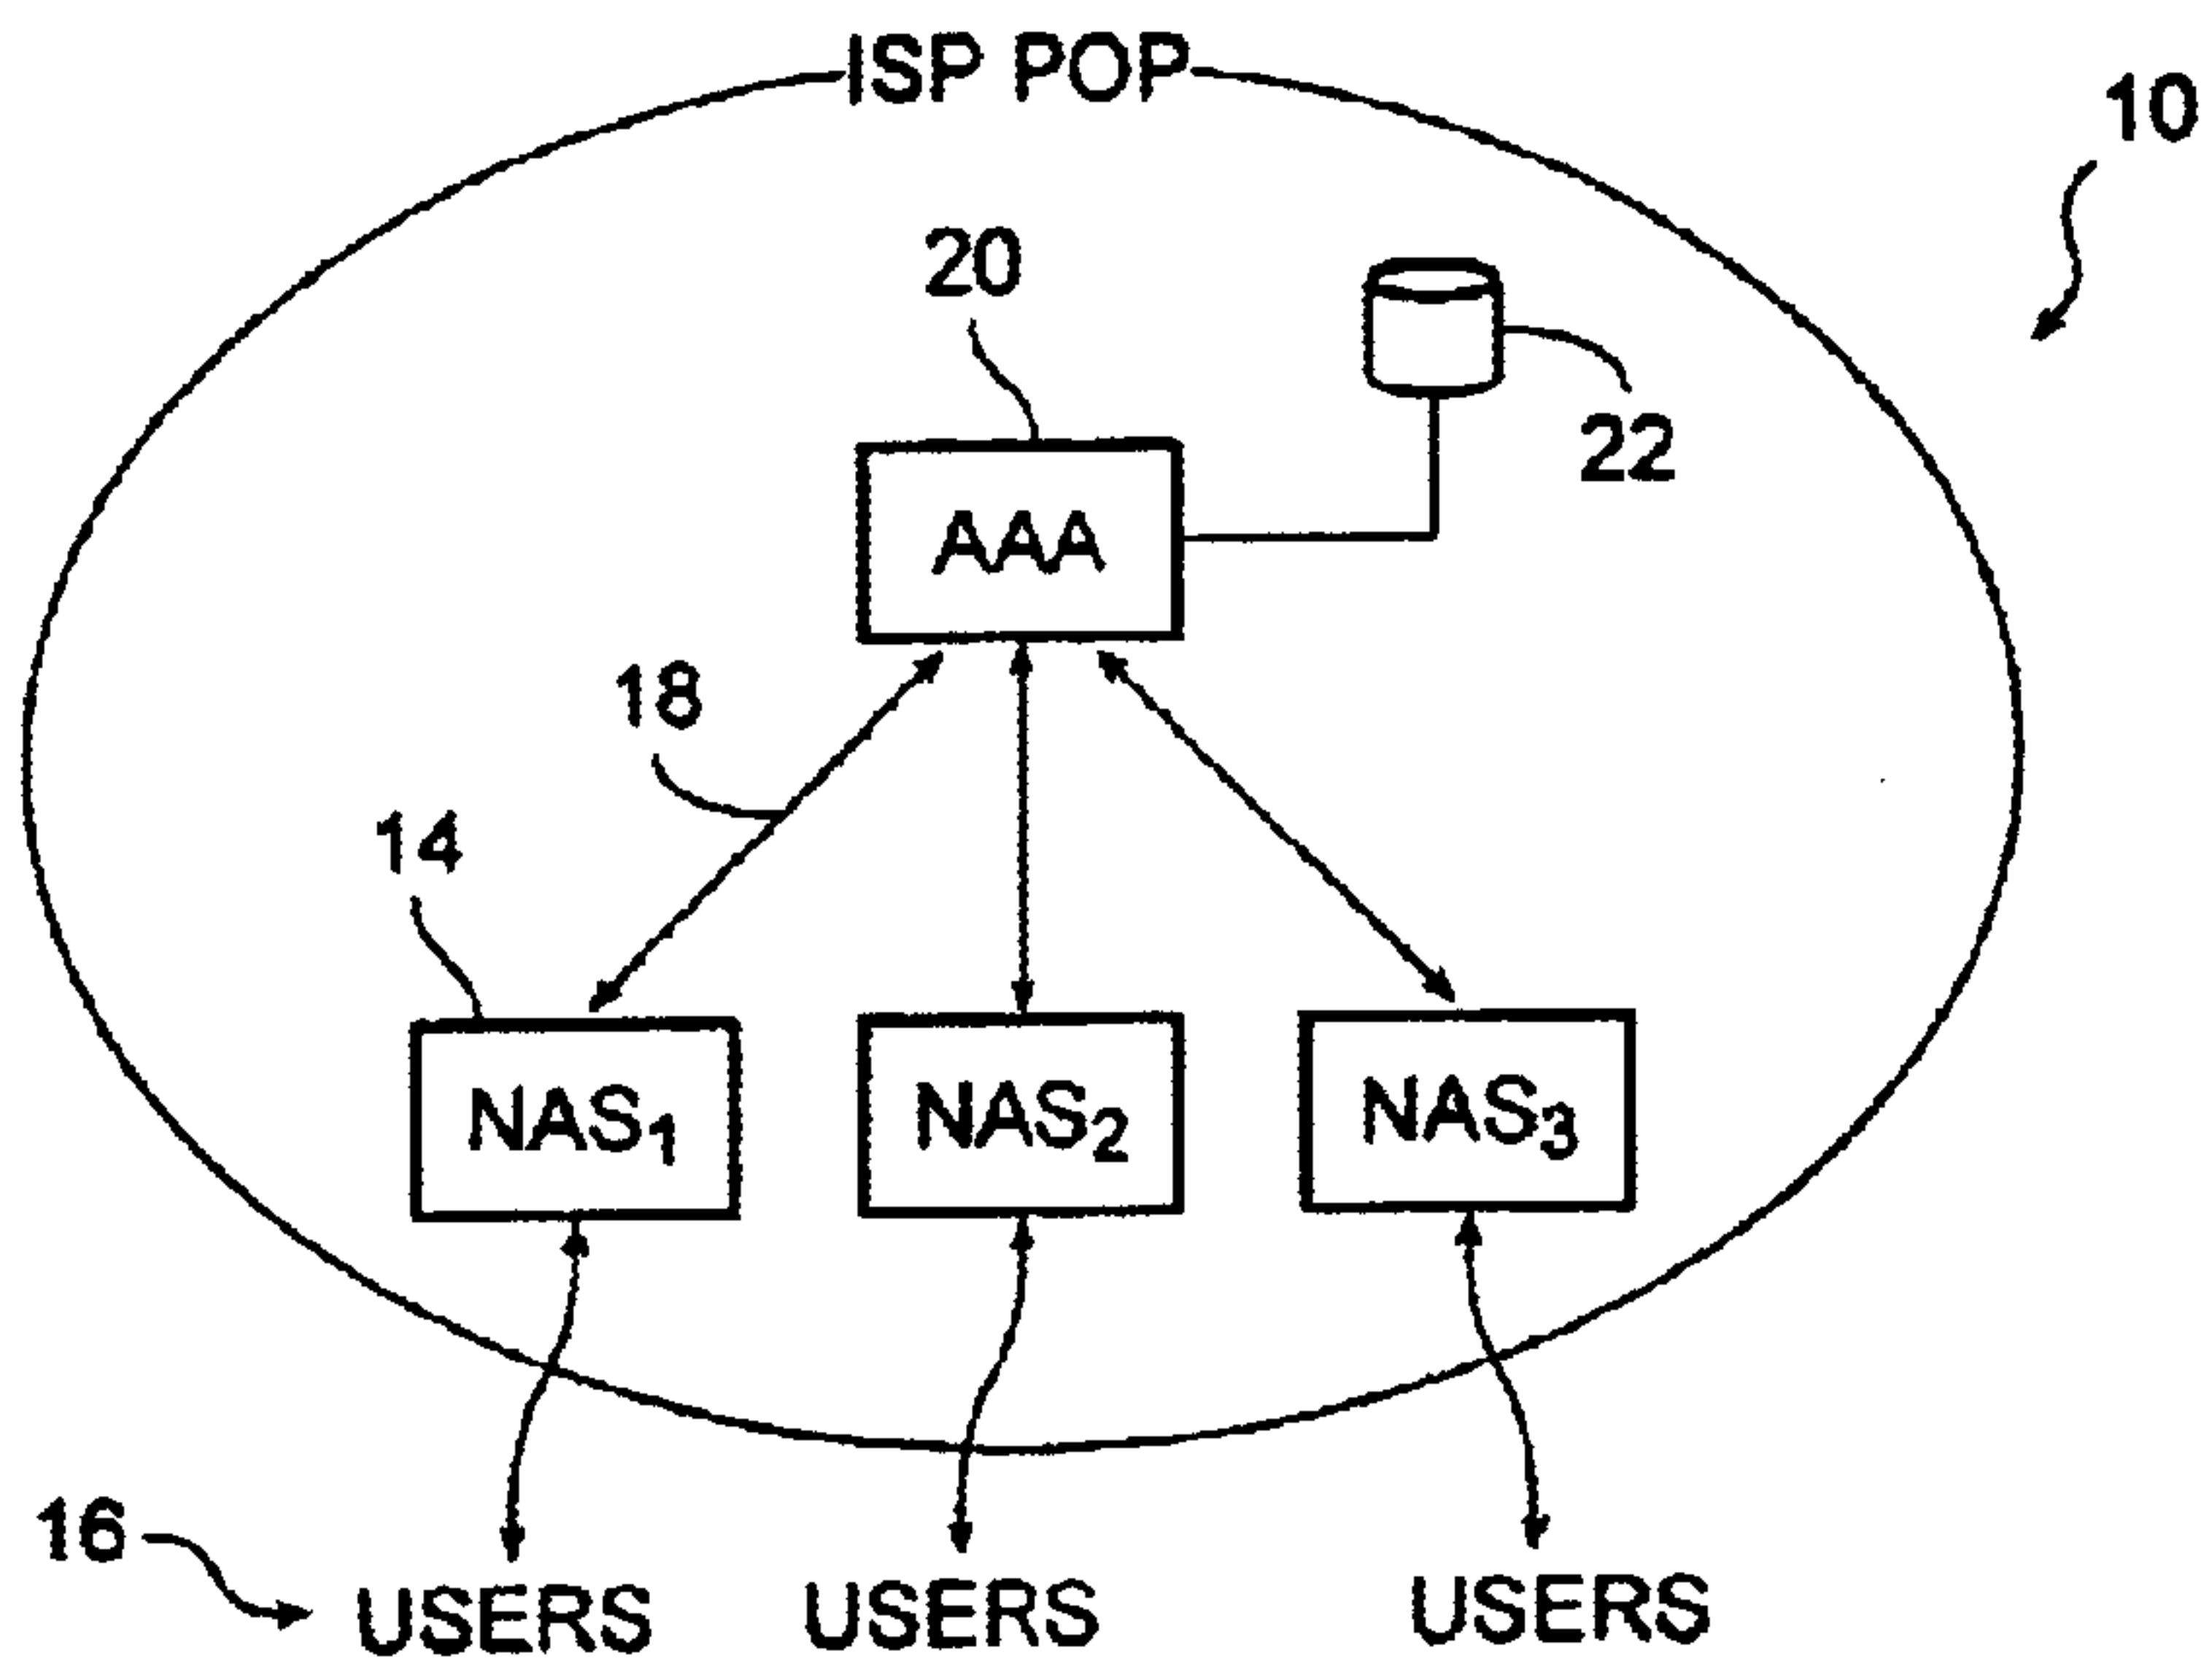 ISP POP
10
20
22
AAA
18
14
NAS₁
NAS₂
NAS₃
16
USERS
USERS
USERS